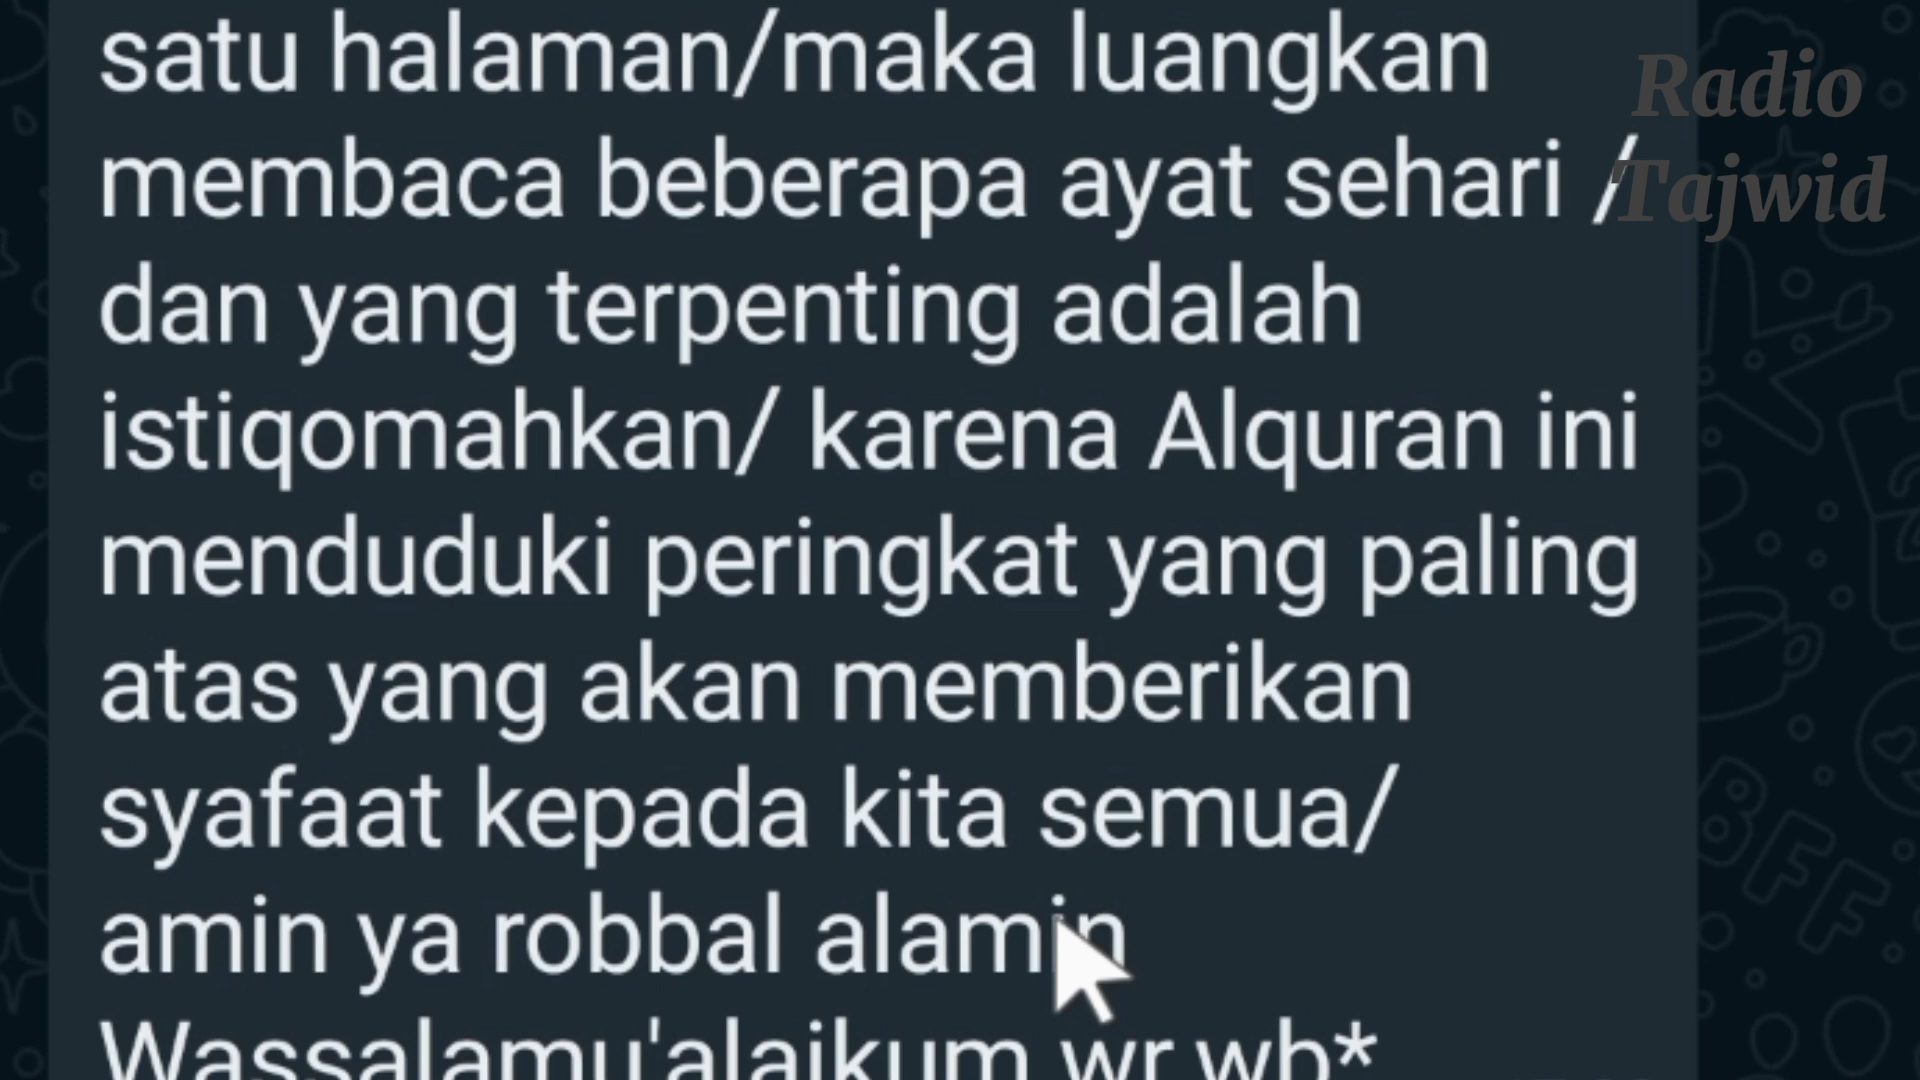 satu halaman/maka luangkan
membaca beberapa ayat sehari /
dan yang terpenting adalah
istiqomahkan/ karena Alquran ini
menduduki peringkat yang paling
atas yang akan memberikan
syafaat kepada kita semua/
amin ya robbal alamin
Wassalamu'alaikum wr wb*
Radio
Tajwid